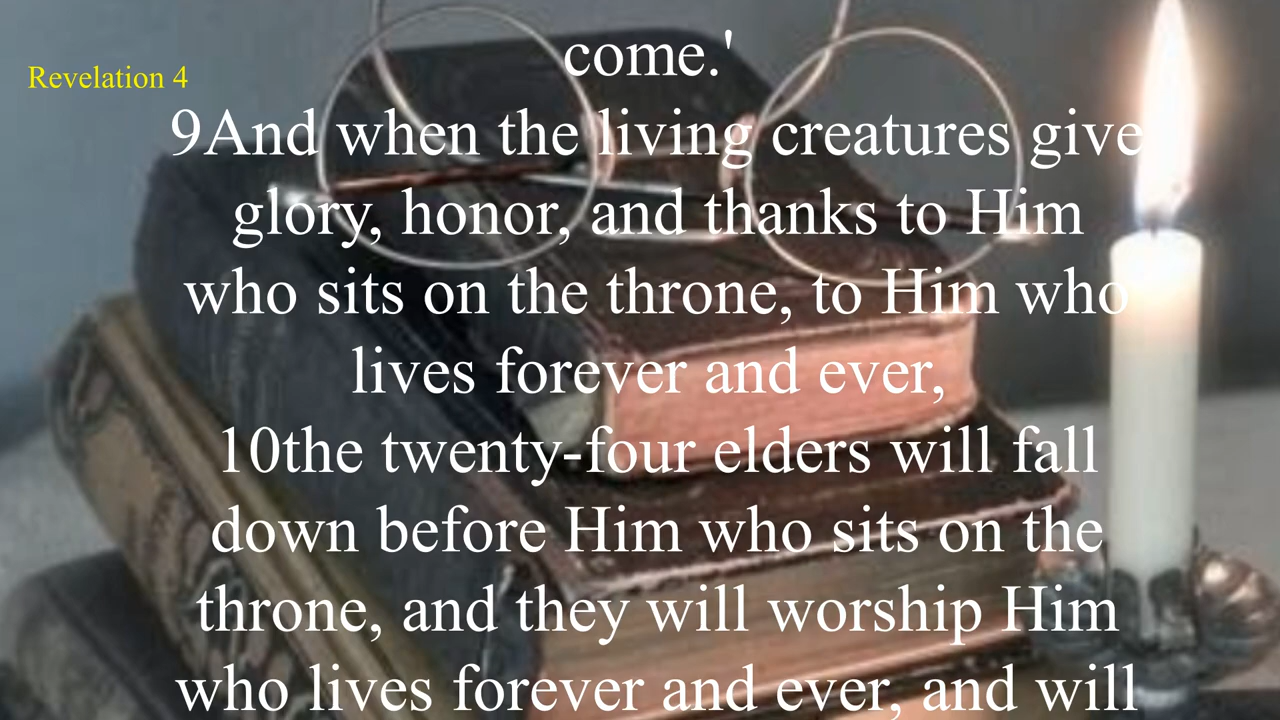 Revelation 4
come.'
9And when the living creatures give
glory, honor, and thanks to Him
who sits on the throne, to Him who
lives forever and ever,
10the twenty-four elders will fall
down before Him who sits on the
throne, and they will worship Him
who lives forever and ever, and will